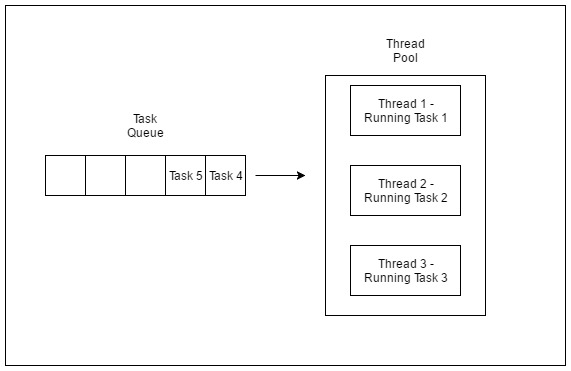 Thread
Pool
Thread 1 -
Running Task 1
Task
Queue
Task 5
Task 4
Thread 2 -
Running Task 2
Thread 3 -
Running Task 3